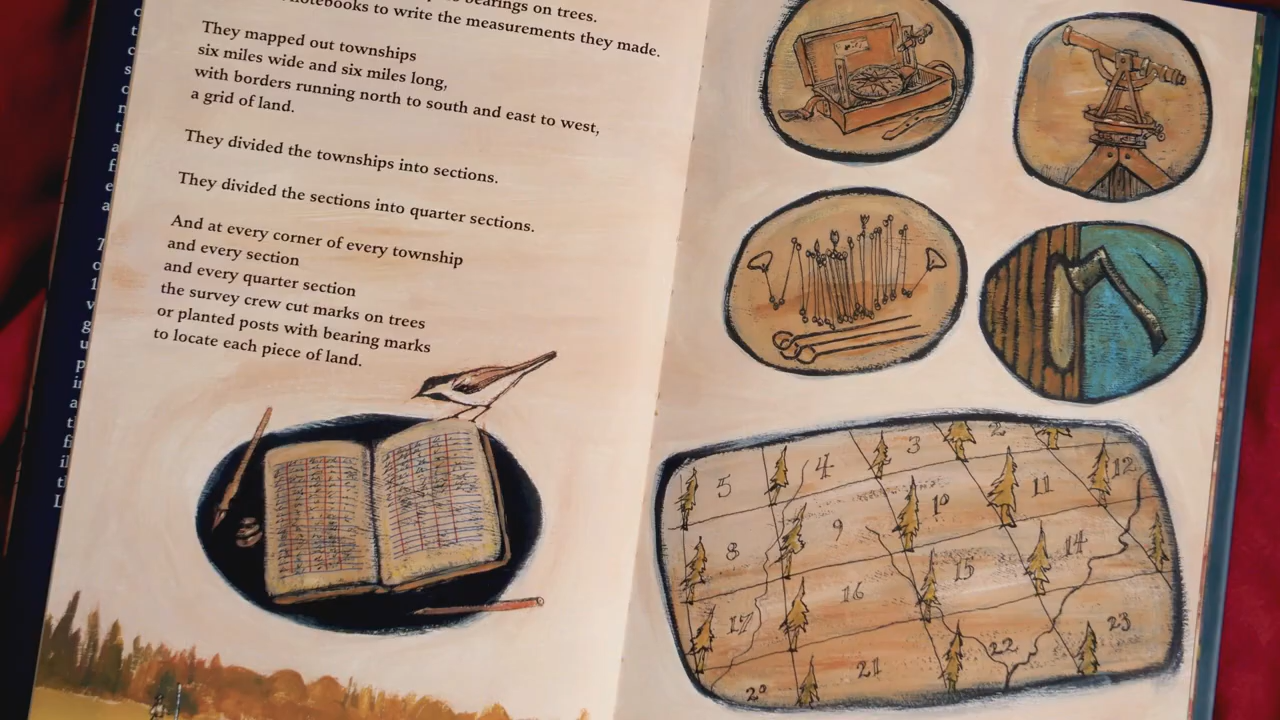 bearings on trees.
notebooks to write the measurements they made.
They mapped out townships
six miles wide and six miles long,
with borders running north to south and east to west,
a grid of land.
They divided the townships into sections.
They divided the sections into quarter sections.
And at every corner of every township
and every section
and every quarter section
the survey crew cut marks on trees
or planted posts with bearing marks
to locate each piece of land.
5 4 3 2
8 9 10 11 12
17 16 15 14
20 21 22 23